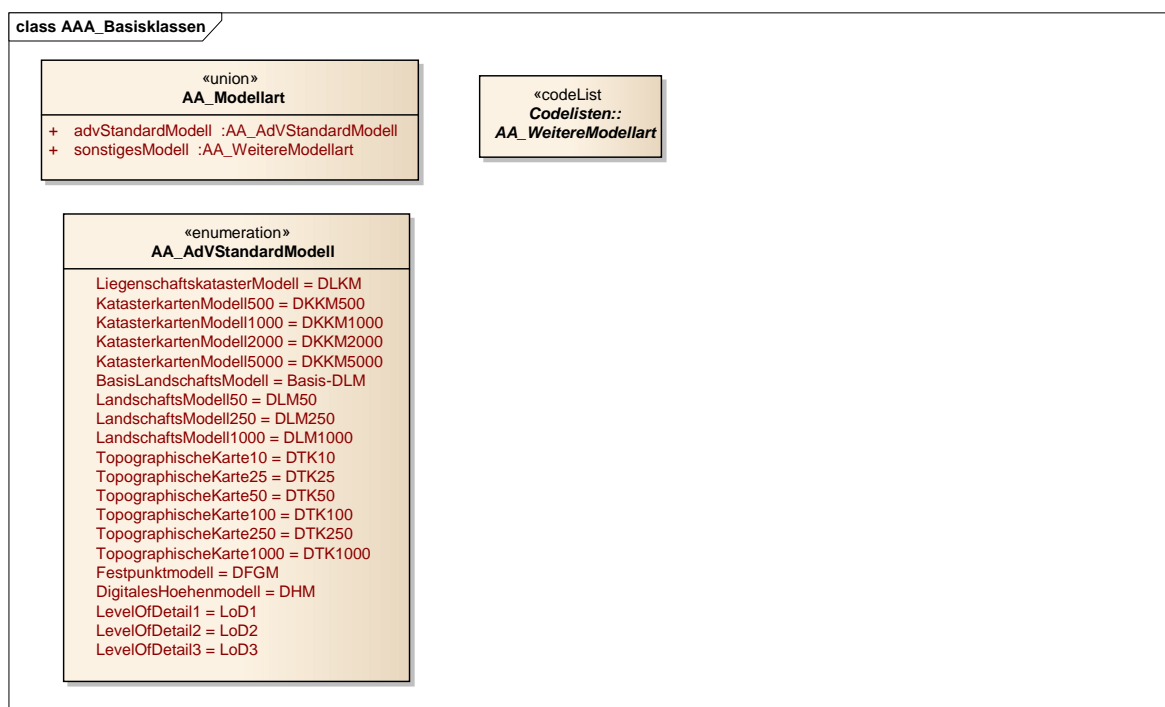 class AAA_Basisklassen
«union»
AA_Modellart
+ advStandardModell :AA_AdVStandardModell
+ sonstigesModell :AA_WeitereModellart
«codeList
Codelisten::
AA_WeitereModellart
«enumeration»
AA_AdVStandardModell
LiegenschaftskatasterModell = DLKM
KatasterkartenModell500 = DKKM500
KatasterkartenModell1000 = DKKM1000
KatasterkartenModell2000 = DKKM2000
KatasterkartenModell5000 = DKKM5000
BasisLandschaftsModell = Basis-DLM
LandschaftsModell50 = DLM50
LandschaftsModell250 = DLM250
LandschaftsModell1000 = DLM1000
TopographischeKarte10 = DTK10
TopographischeKarte25 = DTK25
TopographischeKarte50 = DTK50
TopographischeKarte100 = DTK100
TopographischeKarte250 = DTK250
TopographischeKarte1000 = DTK1000
Festpunktmodell = DFGM
DigitalesHoehenmodell = DHM
LevelOfDetail1 = LoD1
LevelOfDetail2 = LoD2
LevelOfDetail3 = LoD3